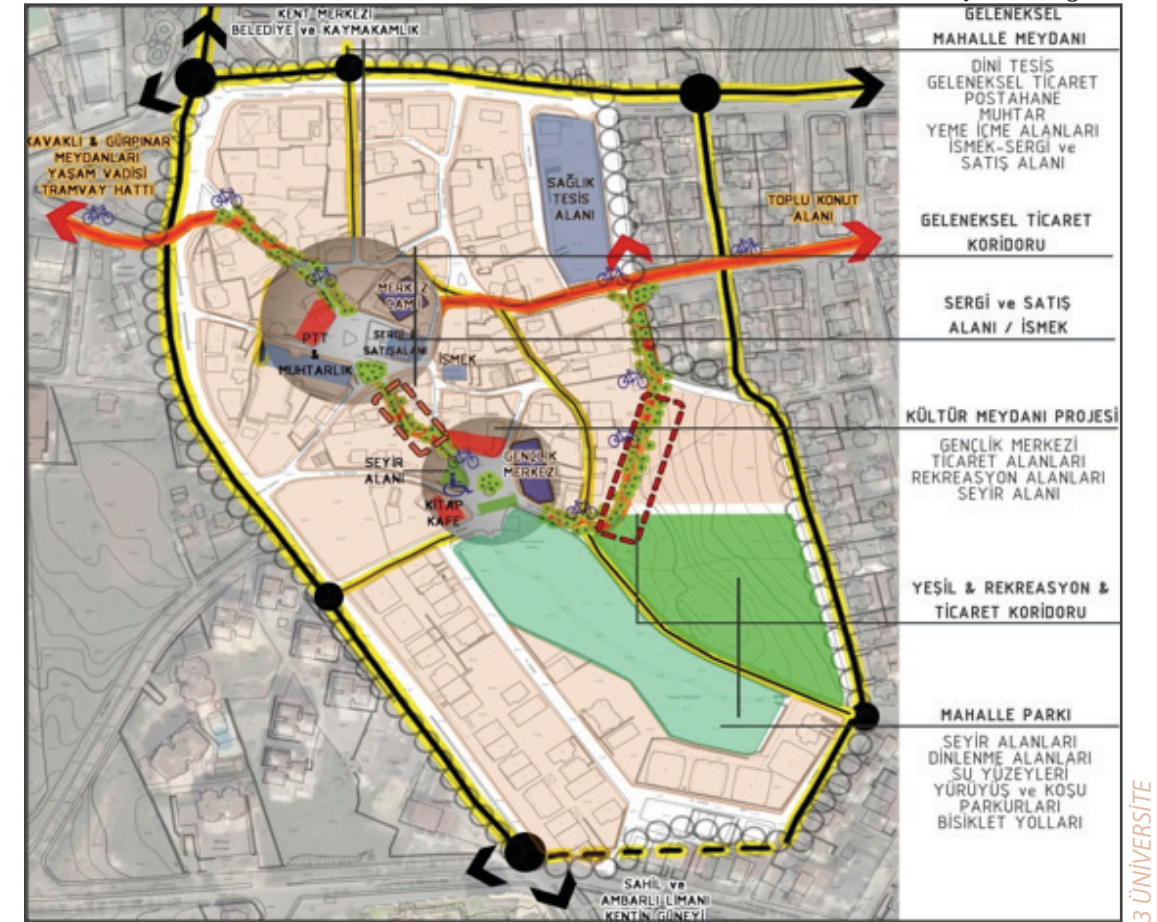 KENT MERKEZİ
BELEDİYE ve KAYMAKAMLIK
KAVAKLI & GÜRPINAR
MEYDANLARI
YAŞAM VADİSİ
TRAMVAY HATTI
SAĞLIK
TESİS
ALANI
TOPLU KONUT
ALANI
MERKEZ
CAMİ
PTT
&
MUHTARLIK
SERGİ &
SATIŞ ALANI
İSMEK
SEYİR
ALANI
GENÇLİK
MERKEZİ
KİTAP
KAFE
SAHİL ve
AMBARLI LİMANI
KENTİN GÜNEYİ
GELENEKSEL
MAHALLE MEYDANI
DİNİ TESİS
GELENEKSEL TİCARET
POSTAHANE
MUHTAR
YEME İÇME ALANLARI
İSMEK-SERGİ ve
SATIŞ ALANI
GELENEKSEL TİCARET
KORİDORU
SERGİ ve SATIŞ
ALANI / İSMEK
KÜLTÜR MEYDANI PROJESİ
GENÇLİK MERKEZİ
TİCARET ALANLARI
REKREASYON ALANLARI
SEYİR ALANI
YEŞİL & REKREASYON &
TİCARET KORİDORU
MAHALLE PARKI
SEYİR ALANLARI
DİNLENME ALANLARI
SU YÜZEYLERİ
YÜRÜYÜŞ ve KOŞU
PARKURLARI
BİSİKLET YOLLARI
3 ÜNİVERSİTE